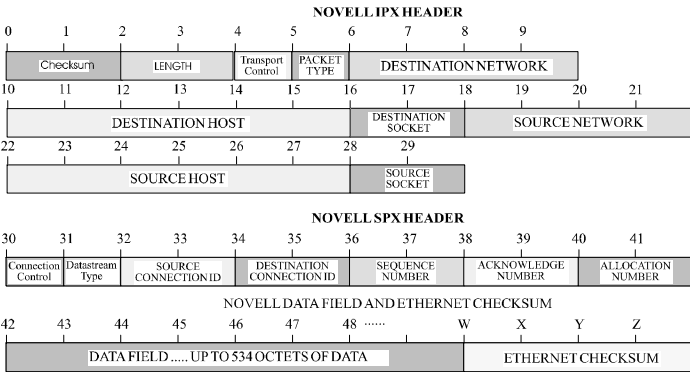 NOVELL IPX HEADER
0 1 2 3 4 5 6 7 8 9
Checksum LENGTH Transport Control PACKET TYPE DESTINATION NETWORK
10 11 12 13 14 15 16 17 18 19 20 21
DESTINATION HOST DESTINATION SOCKET SOURCE NETWORK
22 23 24 25 26 27 28 29
SOURCE HOST SOURCE SOCKET
NOVELL SPX HEADER
30 31 32 33 34 35 36 37 38 39 40 41
Connection Control Datastream Type SOURCE CONNECTION ID DESTINATION CONNECTION ID SEQUENCE NUMBER ACKNOWLEDGE NUMBER ALLOCATION NUMBER
NOVELL DATA FIELD AND ETHERNET CHECKSUM
42 43 44 45 46 47 48 ...... W X Y Z
DATA FIELD ..... UP TO 534 OCTETS OF DATA ETHERNET CHECKSUM